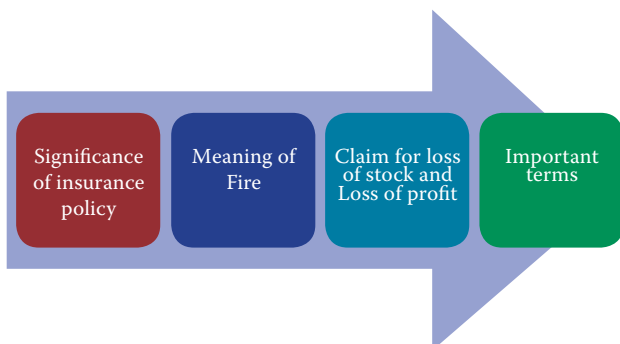 Significance
of insurance
policy
Meaning of
Fire
Claim for loss
of stock and
Loss of profit
Important
terms